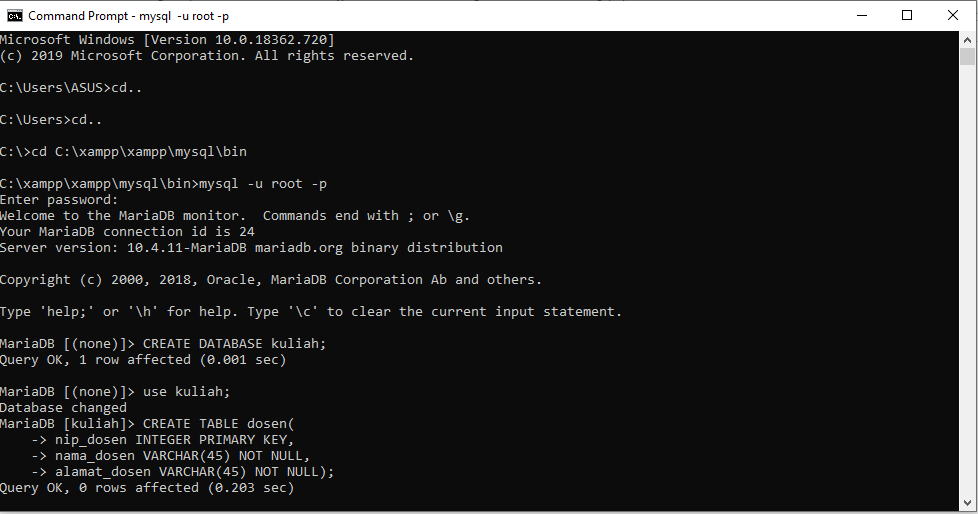 Command Prompt - mysql  -u root -p
Microsoft Windows [Version 10.0.18362.720]
(c) 2019 Microsoft Corporation. All rights reserved.
C:\Users\ASUS>cd..
C:\Users>cd..
C:\>cd C:\xampp\xampp\mysql\bin
C:\xampp\xampp\mysql\bin>mysql -u root -p
Enter password:
Welcome to the MariaDB monitor.  Commands end with ; or \g.
Your MariaDB connection id is 24
Server version: 10.4.11-MariaDB mariadb.org binary distribution
Copyright (c) 2000, 2018, Oracle, MariaDB Corporation Ab and others.
Type 'help;' or '\h' for help. Type '\c' to clear the current input statement.
MariaDB [(none)]> CREATE DATABASE kuliah;
Query OK, 1 row affected (0.001 sec)
MariaDB [(none)]> use kuliah;
Database changed
MariaDB [kuliah]> CREATE TABLE dosen(
    -> nip_dosen INTEGER PRIMARY KEY,
    -> nama_dosen VARCHAR(45) NOT NULL,
    -> alamat_dosen VARCHAR(45) NOT NULL);
Query OK, 0 rows affected (0.203 sec)